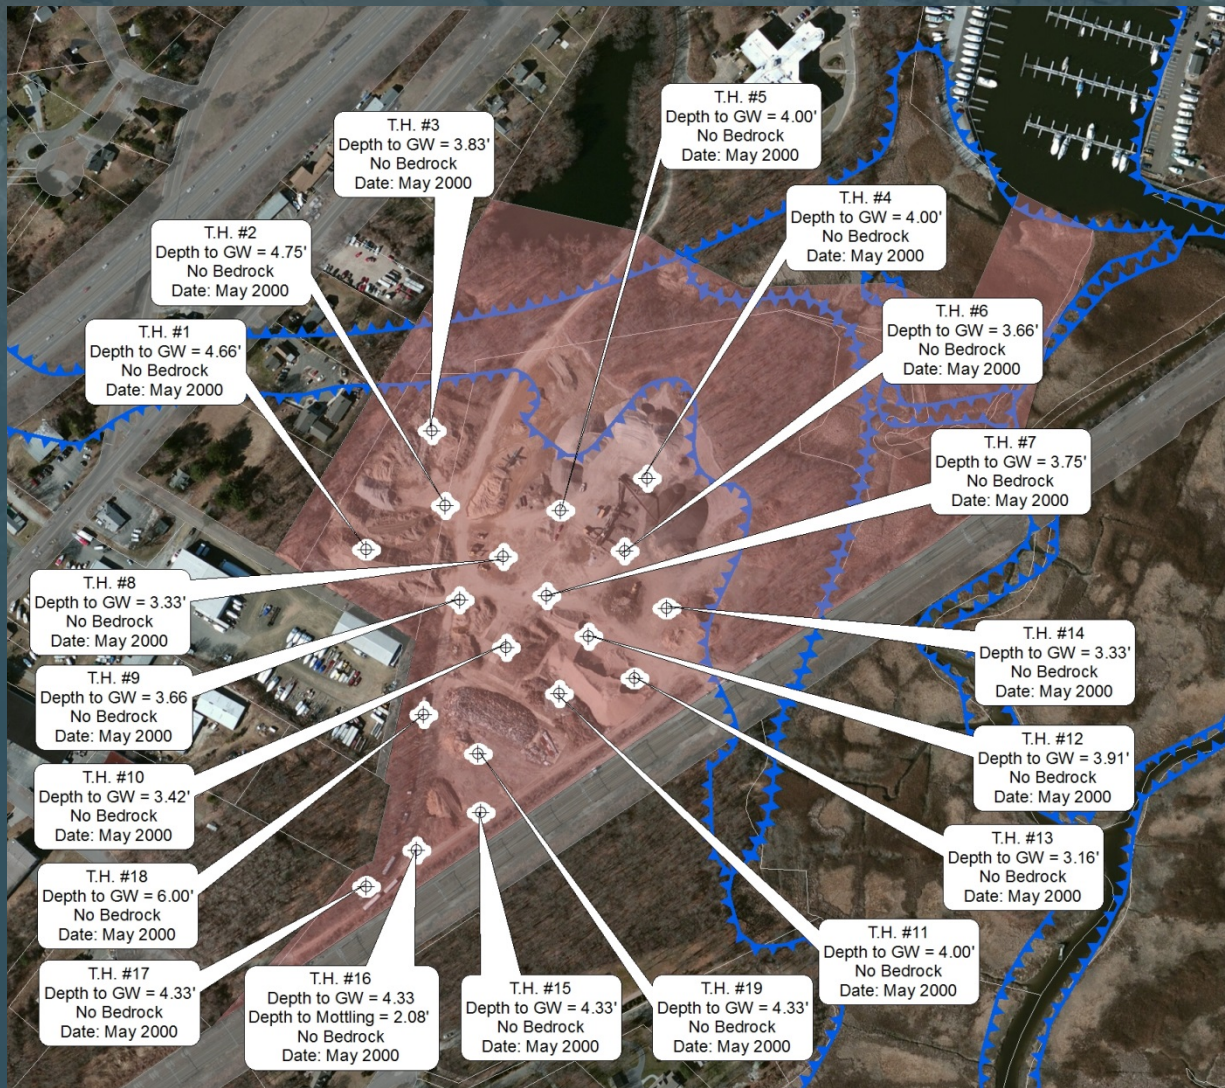 T.H. #3
Depth to GW = 3.83'
No Bedrock
Date: May 2000
T.H. #5
Depth to GW = 4.00'
No Bedrock
Date: May 2000
T.H. #4
Depth to GW = 4.00'
No Bedrock
Date: May 2000
T.H. #2
Depth to GW = 4.75'
No Bedrock
Date: May 2000
T.H. #1
Depth to GW = 4.66'
No Bedrock
Date: May 2000
T.H. #6
Depth to GW = 3.66'
No Bedrock
Date: May 2000
T.H. #7
Depth to GW = 3.75'
No Bedrock
Date: May 2000
T.H. #8
Depth to GW = 3.33'
No Bedrock
Date: May 2000
T.H. #14
Depth to GW = 3.33'
No Bedrock
Date: May 2000
T.H. #9
Depth to GW = 3.66
No Bedrock
Date: May 2000
T.H. #12
Depth to GW = 3.91'
No Bedrock
Date: May 2000
T.H. #10
Depth to GW = 3.42'
No Bedrock
Date: May 2000
T.H. #13
Depth to GW = 3.16'
No Bedrock
Date: May 2000
T.H. #18
Depth to GW = 6.00'
No Bedrock
Date: May 2000
T.H. #11
Depth to GW = 4.00'
No Bedrock
Date: May 2000
T.H. #17
Depth to GW = 4.33'
No Bedrock
Date: May 2000
T.H. #16
Depth to GW = 4.33
Depth to Mottling = 2.08'
No Bedrock
Date: May 2000
T.H. #15
Depth to GW = 4.33'
No Bedrock
Date: May 2000
T.H. #19
Depth to GW = 4.33'
No Bedrock
Date: May 2000